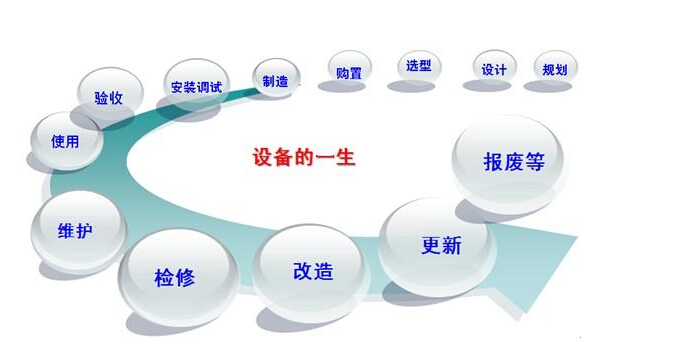 规划
设计
选型
购置
制造
安装调试
验收
使用
维护
检修
改造
更新
报废等
设备的一生